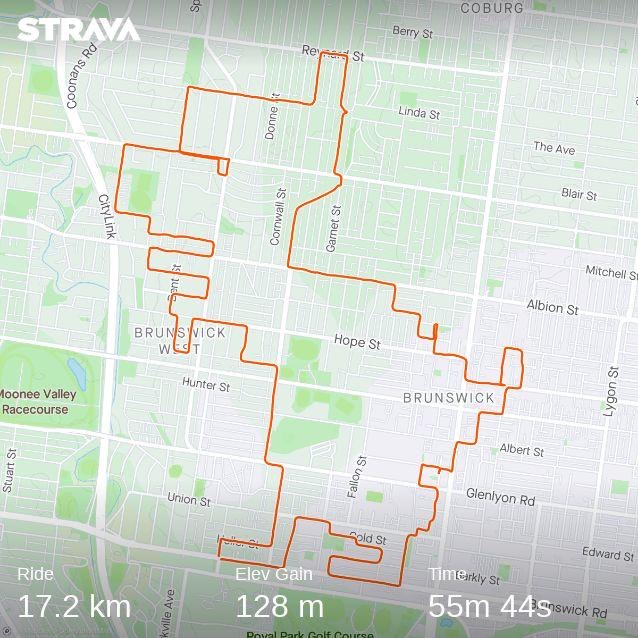 STRAVA
COBURG
Berry St
Reynard St
Coonans Rd
Donne St
Linda St
The Ave
Blair St
CityLink
Cornwall St
Garnet St
Dent St
Mitchell St
Albion St
BRUNSWICK
WEST
Hope St
Moonee Valley
Racecourse
Hunter St
BRUNSWICK
Lygon St
Stuart St
Albert St
Fallon St
Union St
Glenlyon Rd
Heller St
Gold St
Edward St
Ride
Elev Gain
Time
Barkly St
17.2 km
128 m
55m 44s
Brunswick Rd
Royal Park Golf Course